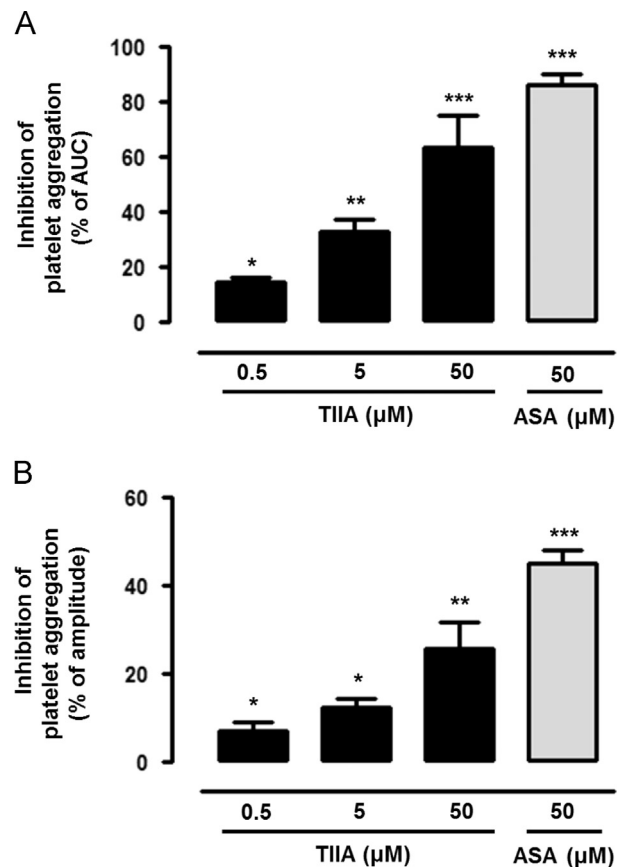 A
Inhibition of
platelet aggregation
(% of AUC)
100
80
60
40
20
0
*
**
***
***
0.5 5 50 50
TIIA (µM) ASA (µM)
B
Inhibition of
platelet aggregation
(% of amplitude)
60
40
20
0
*
*
**
***
0.5 5 50 50
TIIA (µM) ASA (µM)